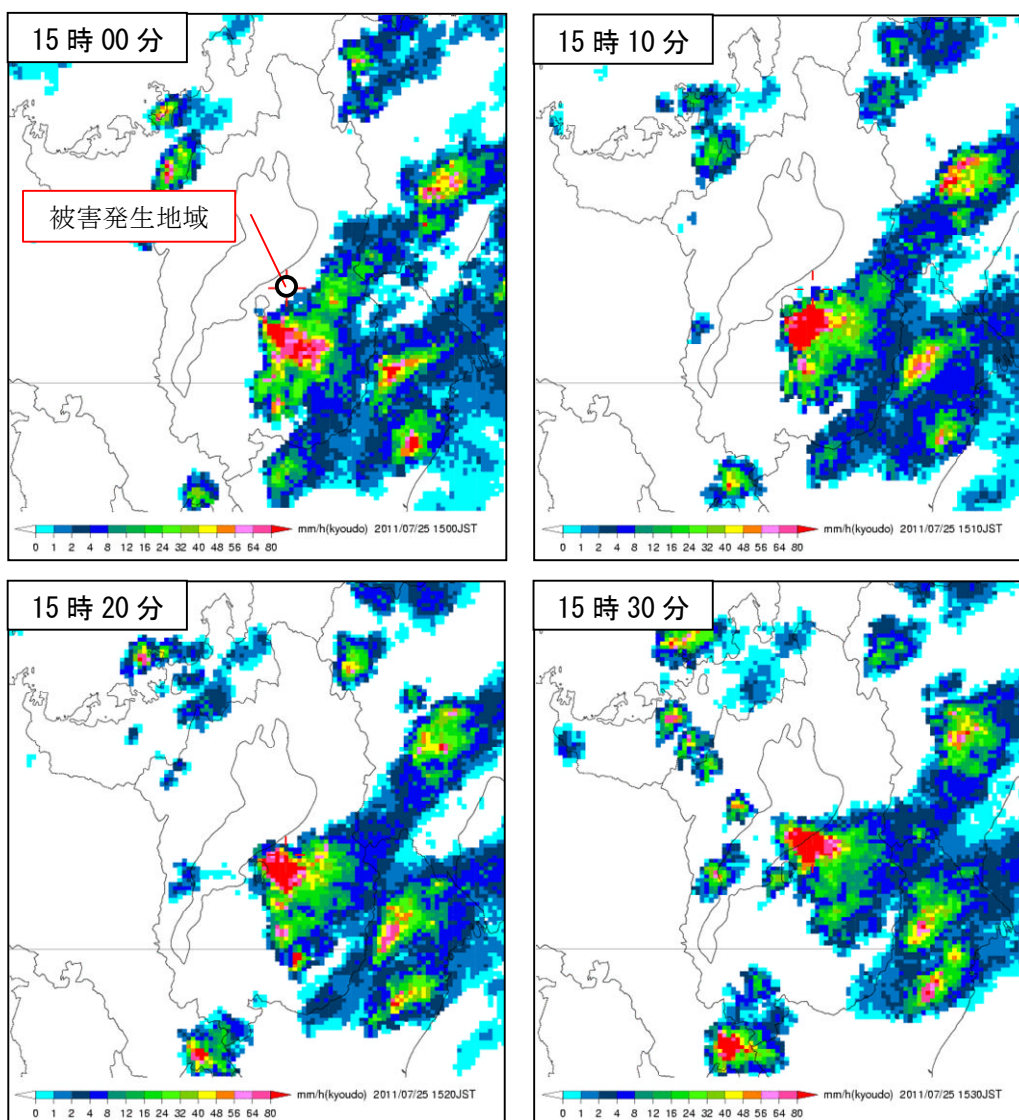 15時00分
被害発生地域
mm/h(kyoudo) 2011/07/25 1500JST
0 1 2 4 8 12 16 24 32 40 48 56 64 80
15時10分
mm/h(kyoudo) 2011/07/25 1510JST
0 1 2 4 8 12 16 24 32 40 48 56 64 80
15時20分
mm/h(kyoudo) 2011/07/25 1520JST
0 1 2 4 8 12 16 24 32 40 48 56 64 80
15時30分
mm/h(kyoudo) 2011/07/25 1530JST
0 1 2 4 8 12 16 24 32 40 48 56 64 80